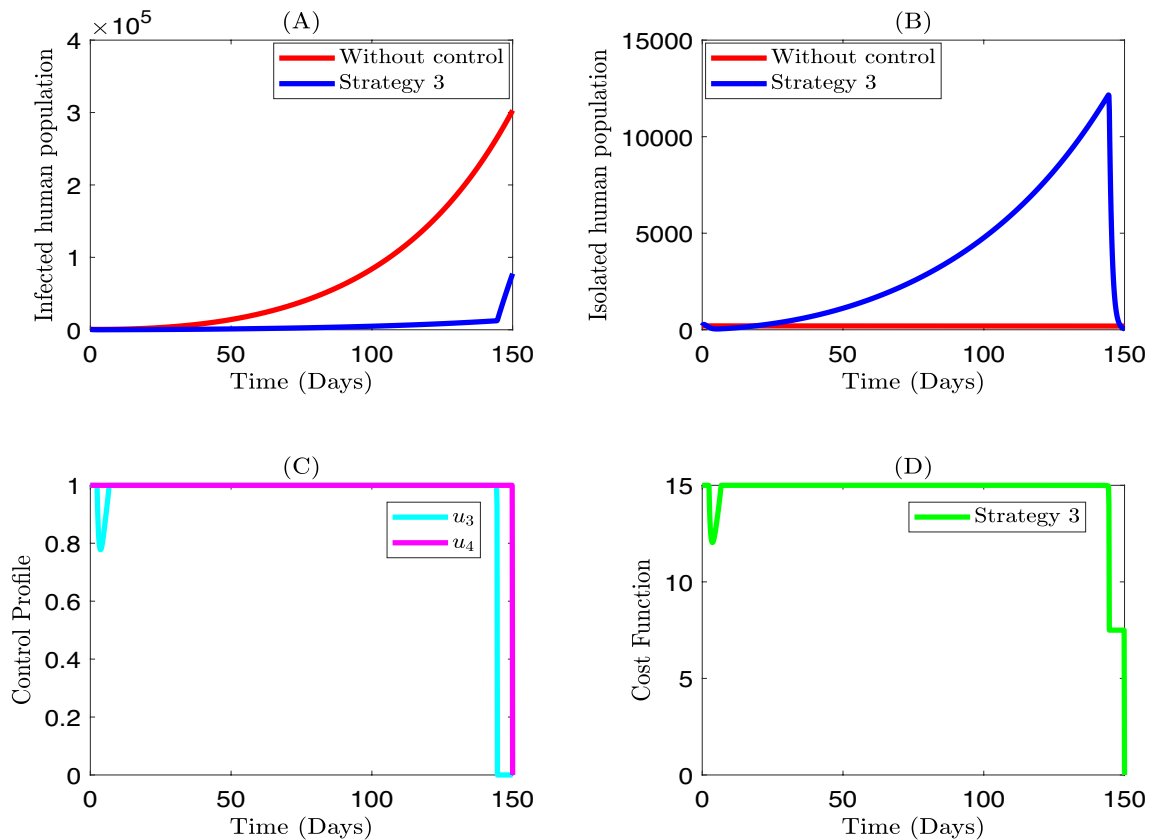 (A)
×10^5
Infected human population
4
3
2
1
0
Without control
Strategy 3
0 50 100 150
Time (Days)
(B)
Isolated human population
15000
10000
5000
0
Without control
Strategy 3
0 50 100 150
Time (Days)
(C)
Control Profile
1
0.8
0.6
0.4
0.2
0
u_3
u_4
0 50 100 150
Time (Days)
(D)
Cost Function
15
10
5
0
Strategy 3
0 50 100 150
Time (Days)